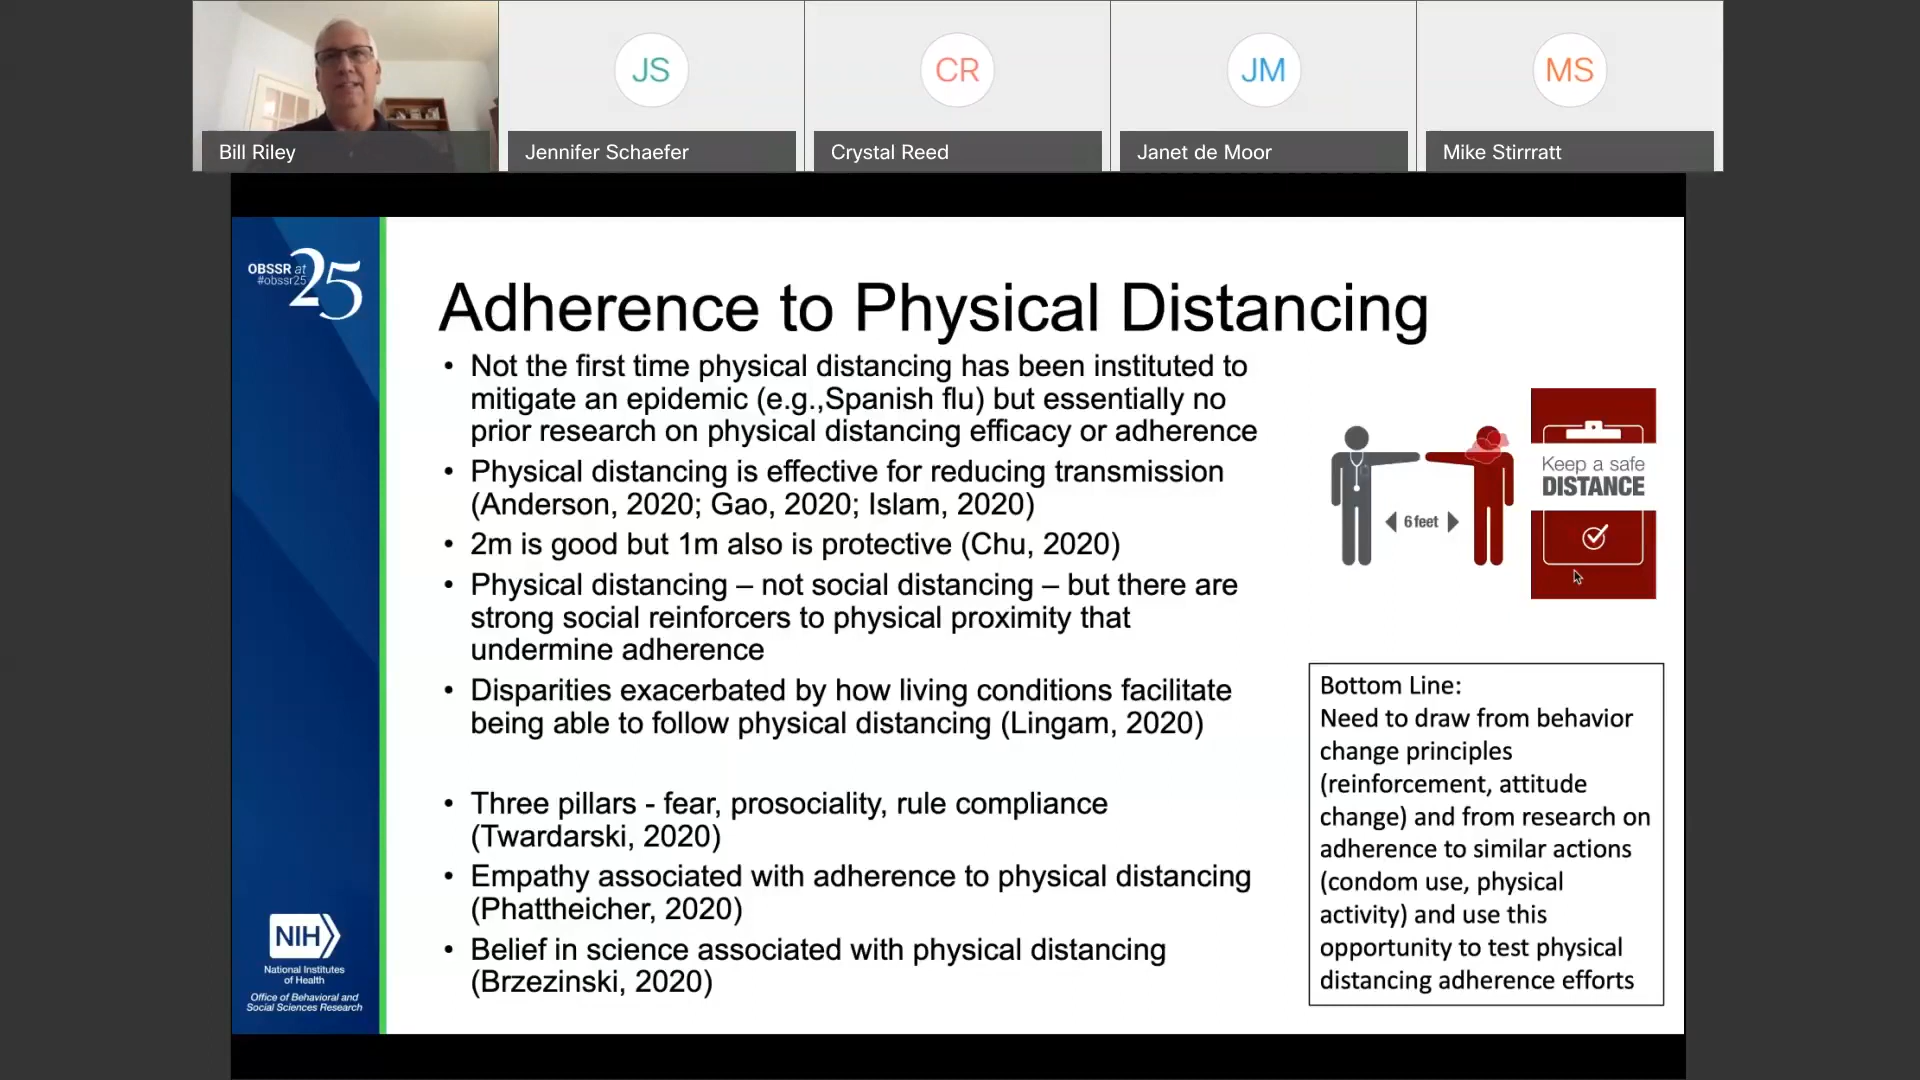 JS
CR
JM
MS
Bill Riley
Jennifer Schaefer
Crystal Reed
Janet de Moor
Mike Stirrratt
OBSSR at 25
#obssr25
Adherence to Physical Distancing
• Not the first time physical distancing has been instituted to
mitigate an epidemic (e.g.,Spanish flu) but essentially no
prior research on physical distancing efficacy or adherence
• Physical distancing is effective for reducing transmission
(Anderson, 2020; Gao, 2020; Islam, 2020)
• 2m is good but 1m also is protective (Chu, 2020)
• Physical distancing – not social distancing – but there are
strong social reinforcers to physical proximity that
undermine adherence
• Disparities exacerbated by how living conditions facilitate
being able to follow physical distancing (Lingam, 2020)
• Three pillars - fear, prosociality, rule compliance
(Twardarski, 2020)
• Empathy associated with adherence to physical distancing
(Phattheicher, 2020)
• Belief in science associated with physical distancing
(Brzezinski, 2020)
6 feet
Keep a safe
DISTANCE
Bottom Line:
Need to draw from behavior
change principles
(reinforcement, attitude
change) and from research on
adherence to similar actions
(condom use, physical
activity) and use this
opportunity to test physical
distancing adherence efforts
NIH
National Institutes
of Health
Office of Behavioral and
Social Sciences Research